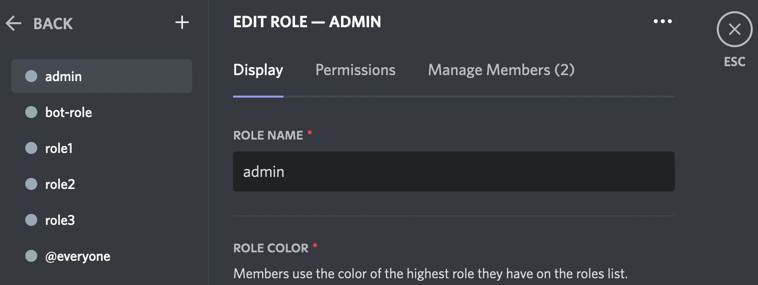 BACK
+
admin
bot-role
role1
role2
role3
@everyone
EDIT ROLE — ADMIN
Display Permissions Manage Members (2)
ROLE NAME *
admin
ROLE COLOR *
Members use the color of the highest role they have on the roles list.
ESC